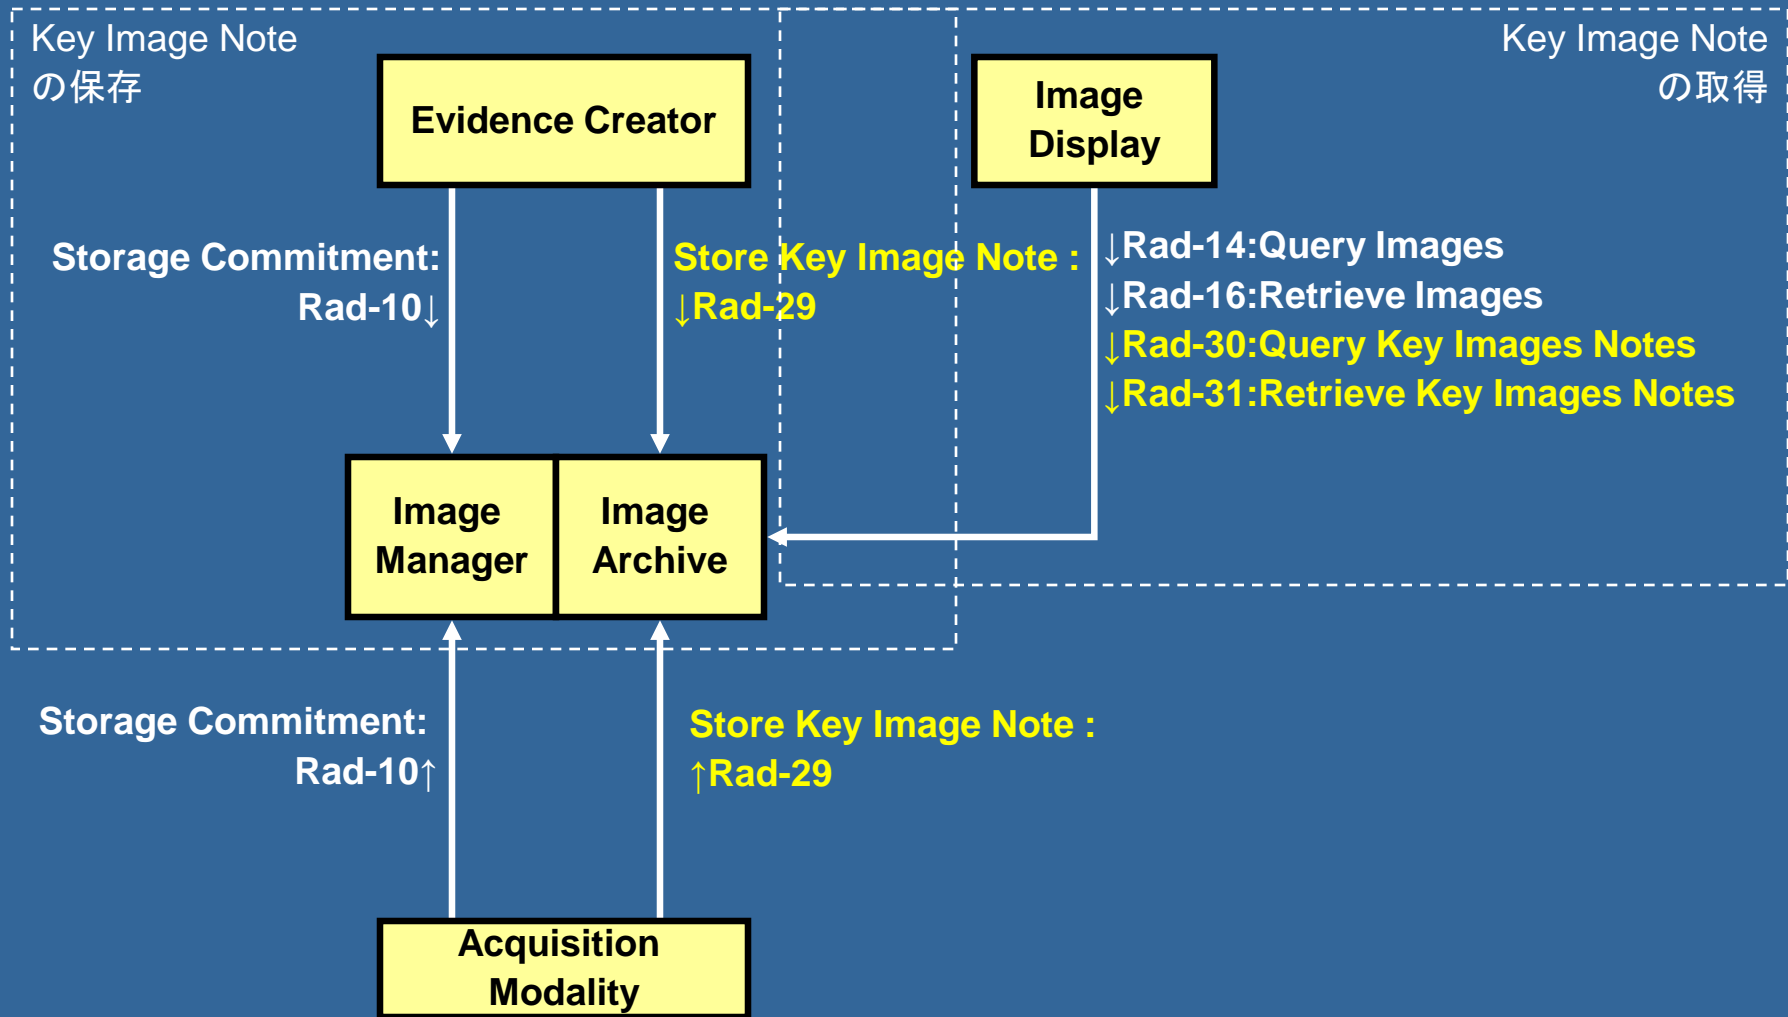 Key Image Note
の保存
Key Image Note
の取得
Evidence Creator
Image
Display
Storage Commitment:
Rad-10↓
Store Key Image Note :
↓Rad-29
↓Rad-14:Query Images
↓Rad-16:Retrieve Images
↓Rad-30:Query Key Images Notes
↓Rad-31:Retrieve Key Images Notes
Image
Manager
Image
Archive
Storage Commitment:
Rad-10↑
Store Key Image Note :
↑Rad-29
Acquisition
Modality